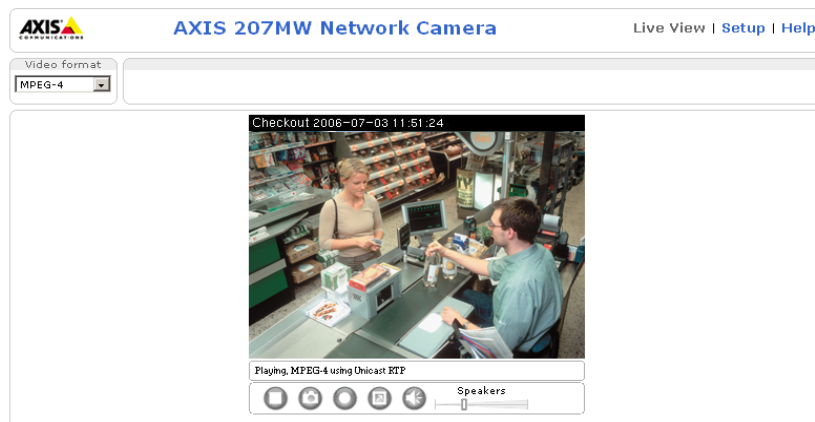 AXIS
COMMUNICATIONS
AXIS 207MW Network Camera
Live View | Setup | Help
Video format
MPEG-4
Checkout 2006-07-03 11:51:24
Playing, MPEG-4 using Unicast RTP
Speakers